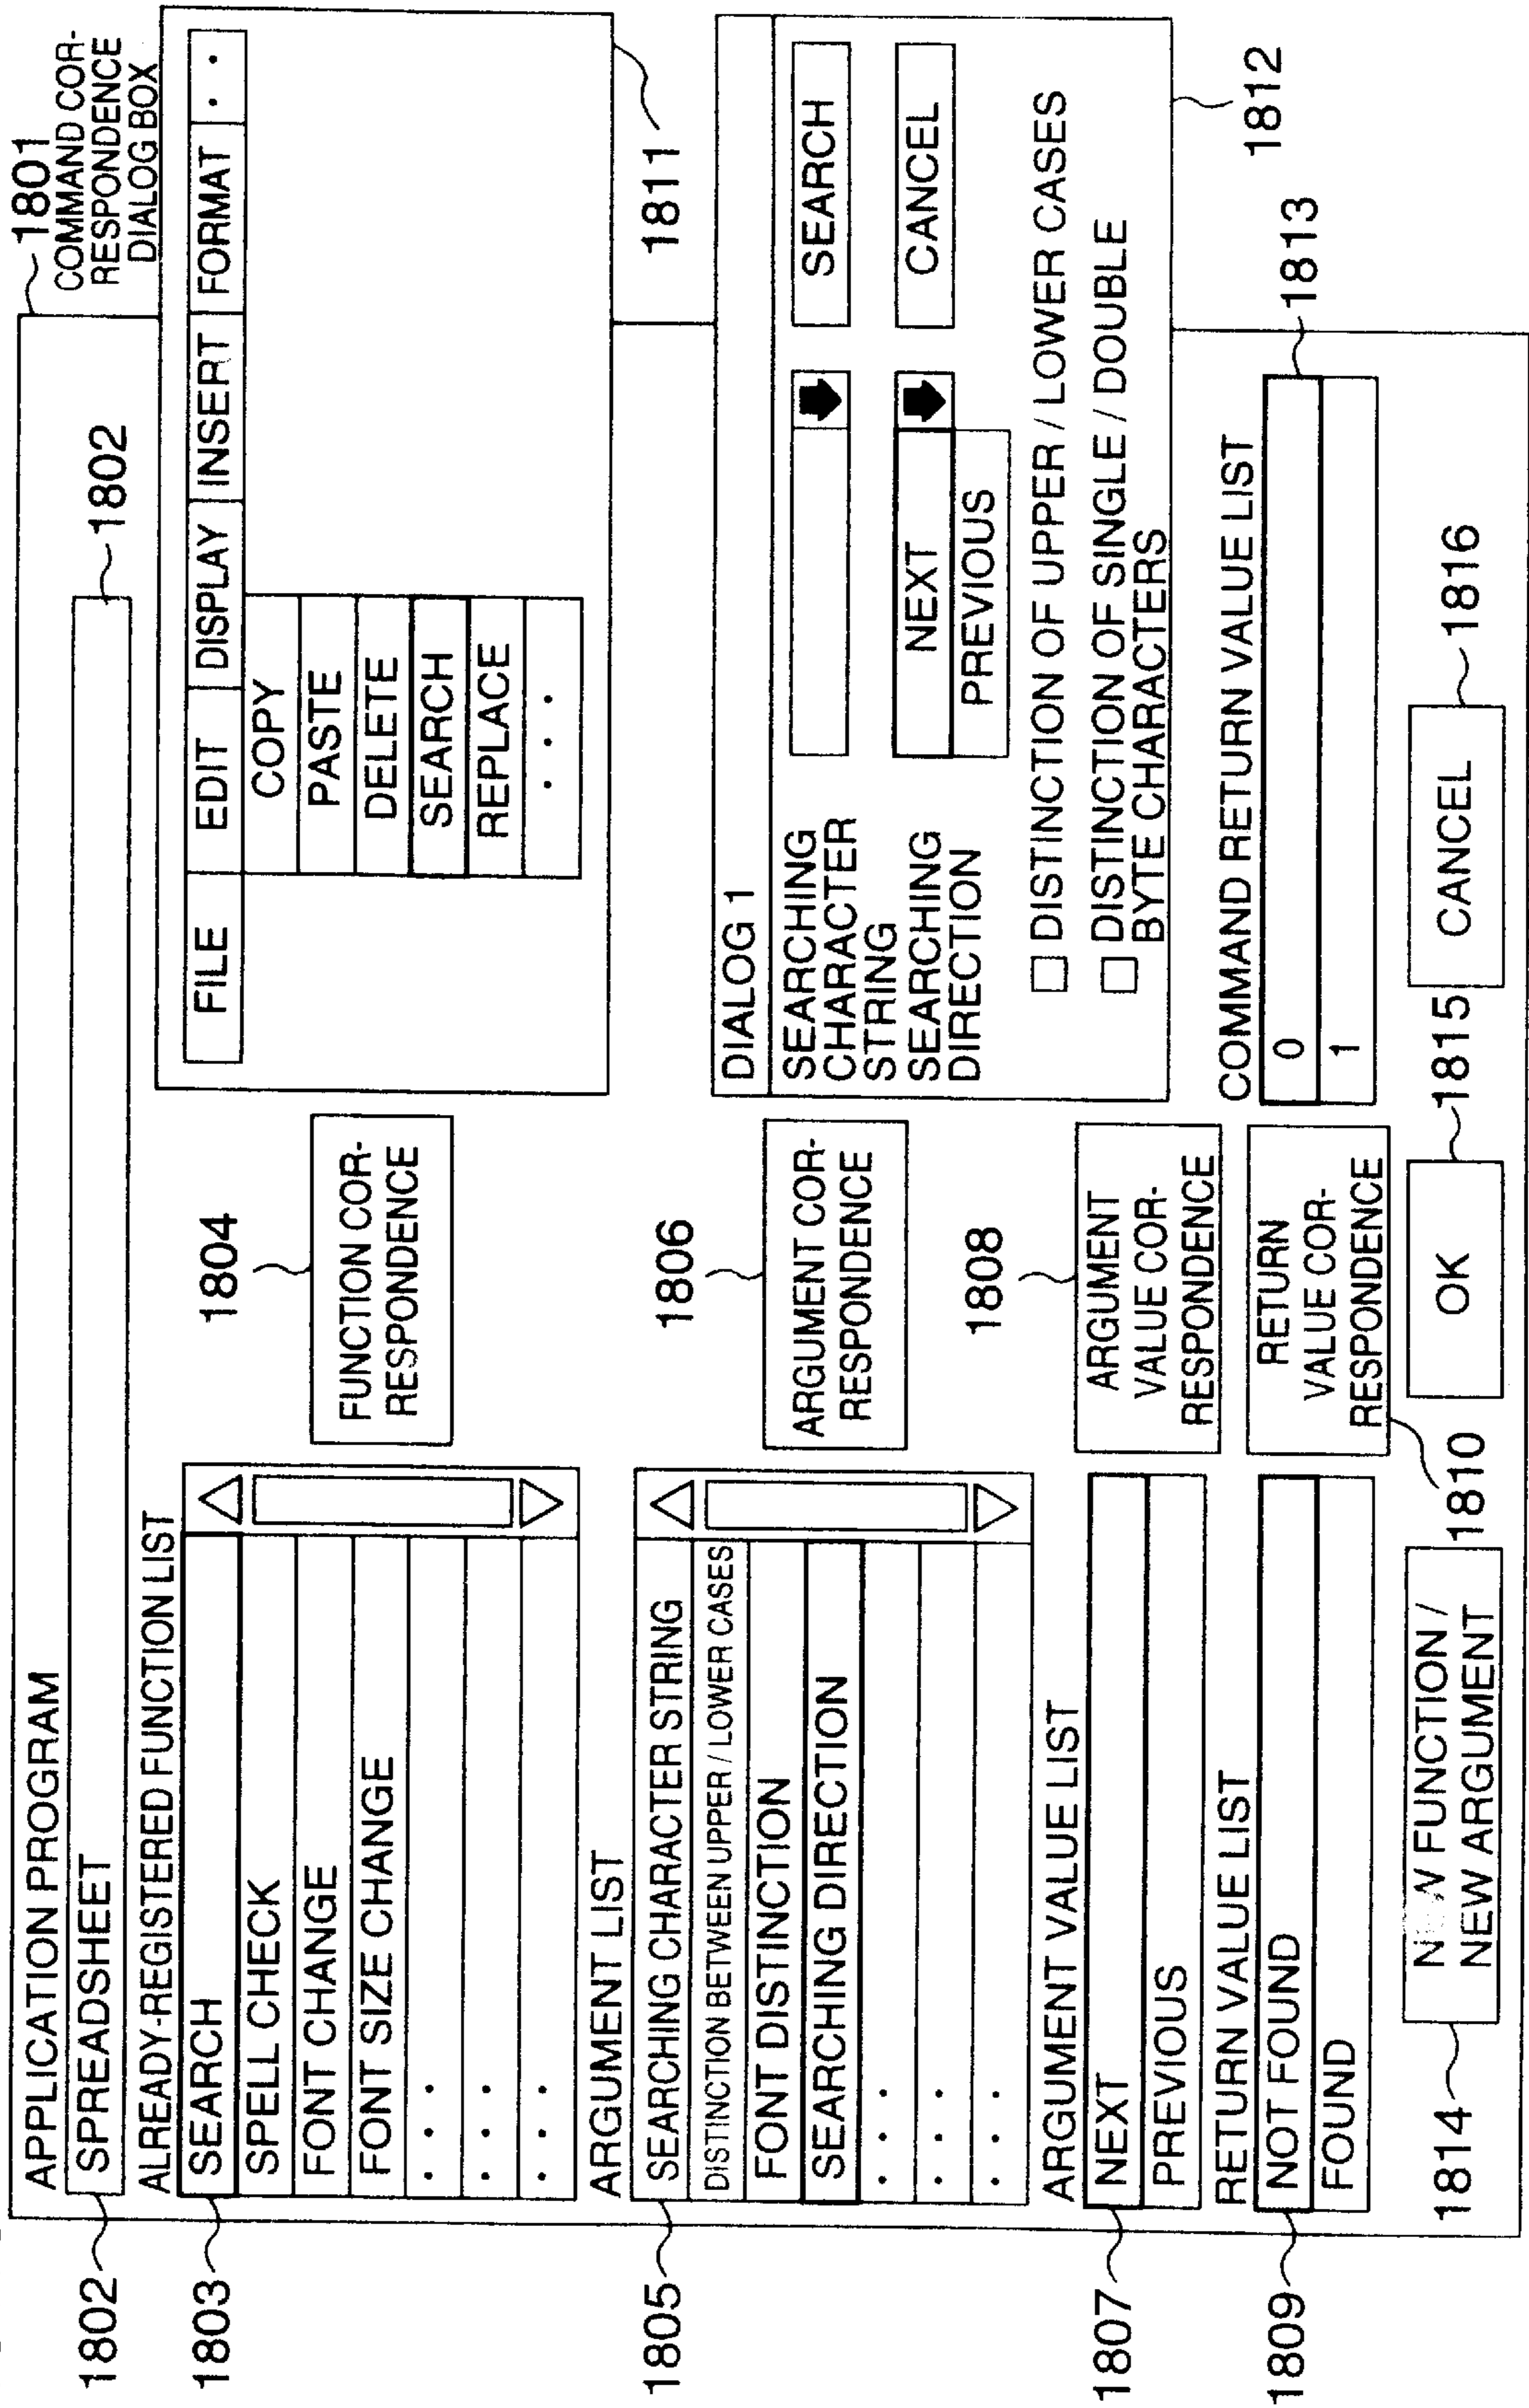 1801
COMMAND COR-
RESPONDENCE
DIALOG BOX
APPLICATION PROGRAM
1802
SPREADSHEET
1802
ALREADY-REGISTERED FUNCTION LIST
1803
SEARCH
SPELL CHECK
FONT CHANGE
FONT SIZE CHANGE
. . .
. . .
. . .
1804
FUNCTION COR-
RESPONDENCE
FILE EDIT DISPLAY INSERT FORMAT . .
COPY
PASTE
DELETE
SEARCH
REPLACE
. . .
1811
ARGUMENT LIST
1805
SEARCHING CHARACTER STRING
DISTINCTION BETWEEN UPPER / LOWER CASES
FONT DISTINCTION
SEARCHING DIRECTION
. . .
. . .
. . .
1806
ARGUMENT COR-
RESPONDENCE
DIALOG 1
SEARCHING
CHARACTER
STRING
SEARCH
SEARCHING
DIRECTION
NEXT
PREVIOUS
CANCEL
□ DISTINCTION OF UPPER / LOWER CASES
□ DISTINCTION OF SINGLE / DOUBLE
BYTE CHARACTERS
1812
ARGUMENT VALUE LIST
1807
NEXT
PREVIOUS
1808
ARGUMENT
VALUE COR-
RESPONDENCE
RETURN VALUE LIST
1809
NOT FOUND
FOUND
RETURN
VALUE COR-
RESPONDENCE
1810
COMMAND RETURN VALUE LIST
0
1
1813
1814
NEW FUNCTION /
NEW ARGUMENT
OK
1815
CANCEL
1816